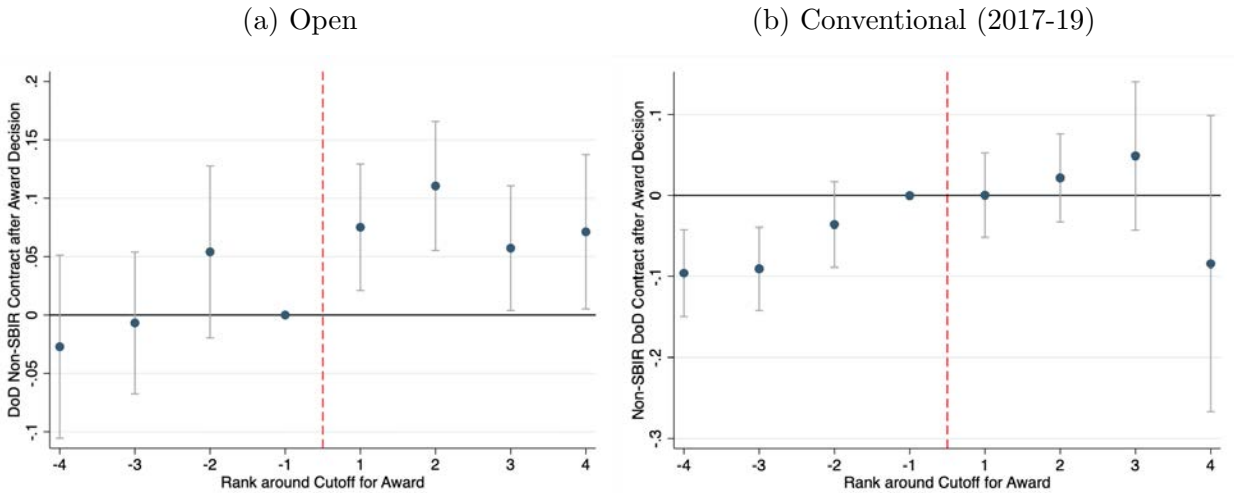 (a) Open
(b) Conventional (2017-19)
DoD Non-SBIR Contract after Award Decision
.2
.15
.1
.05
0
-.05
-.1
-4 -3 -2 -1 1 2 3 4
Rank around Cutoff for Award
Non-SBIR DoD Contract after Award Decision
.1
0
-.1
-.2
-.3
-4 -3 -2 -1 1 2 3 4
Rank around Cutoff for Award